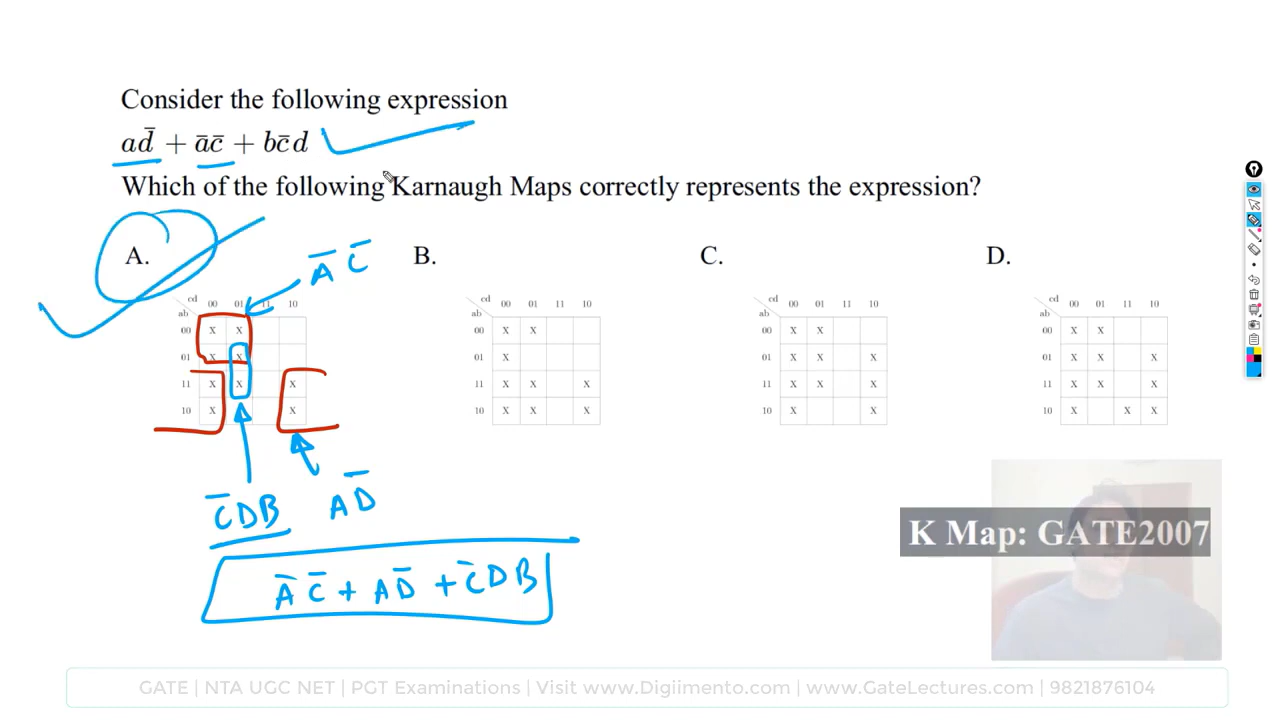 Consider the following expression
ad̄ + āc̄ + bc̄d
Which of the following Karnaugh Maps correctly represents the expression?
A.
B.
C.
D.
A̅ C̅
cd 00 01 11 10
ab
00 X X
01 X X
11 X X X
10 X X
cd 00 01 11 10
ab
00 X X
01 X
11 X X X
10 X X X
cd 00 01 11 10
ab
00 X X
01 X X X
11 X X X
10 X X
cd 00 01 11 10
ab
00 X X
01 X X X
11 X X X
10 X X X
C̅DB
AD̅
A̅ C̅ + AD̅ + C̅DB
K Map: GATE2007
GATE | NTA UGC NET | PGT Examinations | Visit www.Digiimento.com | www.GateLectures.com | 9821876104